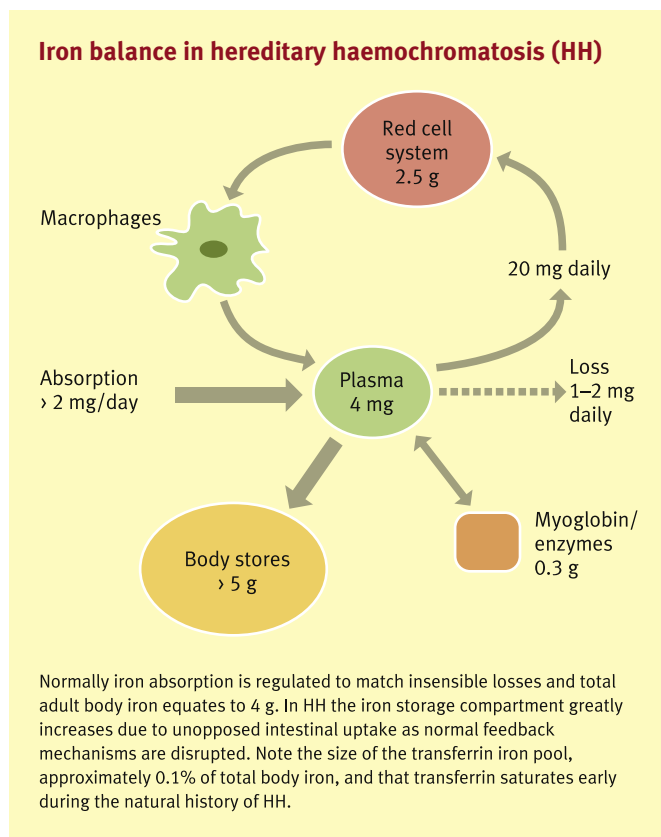 Iron balance in hereditary haemochromatosis (HH)
Red cell
system
2.5 g
Macrophages
20 mg daily
Absorption
› 2 mg/day
Plasma
4 mg
Loss
1–2 mg
daily
Body stores
› 5 g
Myoglobin/
enzymes
0.3 g
Normally iron absorption is regulated to match insensible losses and total
adult body iron equates to 4 g. In HH the iron storage compartment greatly
increases due to unopposed intestinal uptake as normal feedback
mechanisms are disrupted. Note the size of the transferrin iron pool,
approximately 0.1% of total body iron, and that transferrin saturates early
during the natural history of HH.